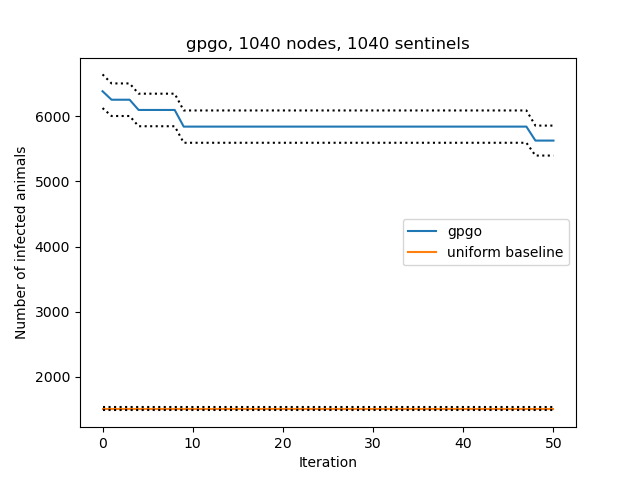 gpgo, 1040 nodes, 1040 sentinels
Number of infected animals
6000
5000
4000
3000
2000
gpgo
uniform baseline
0
10
20
30
40
50
Iteration